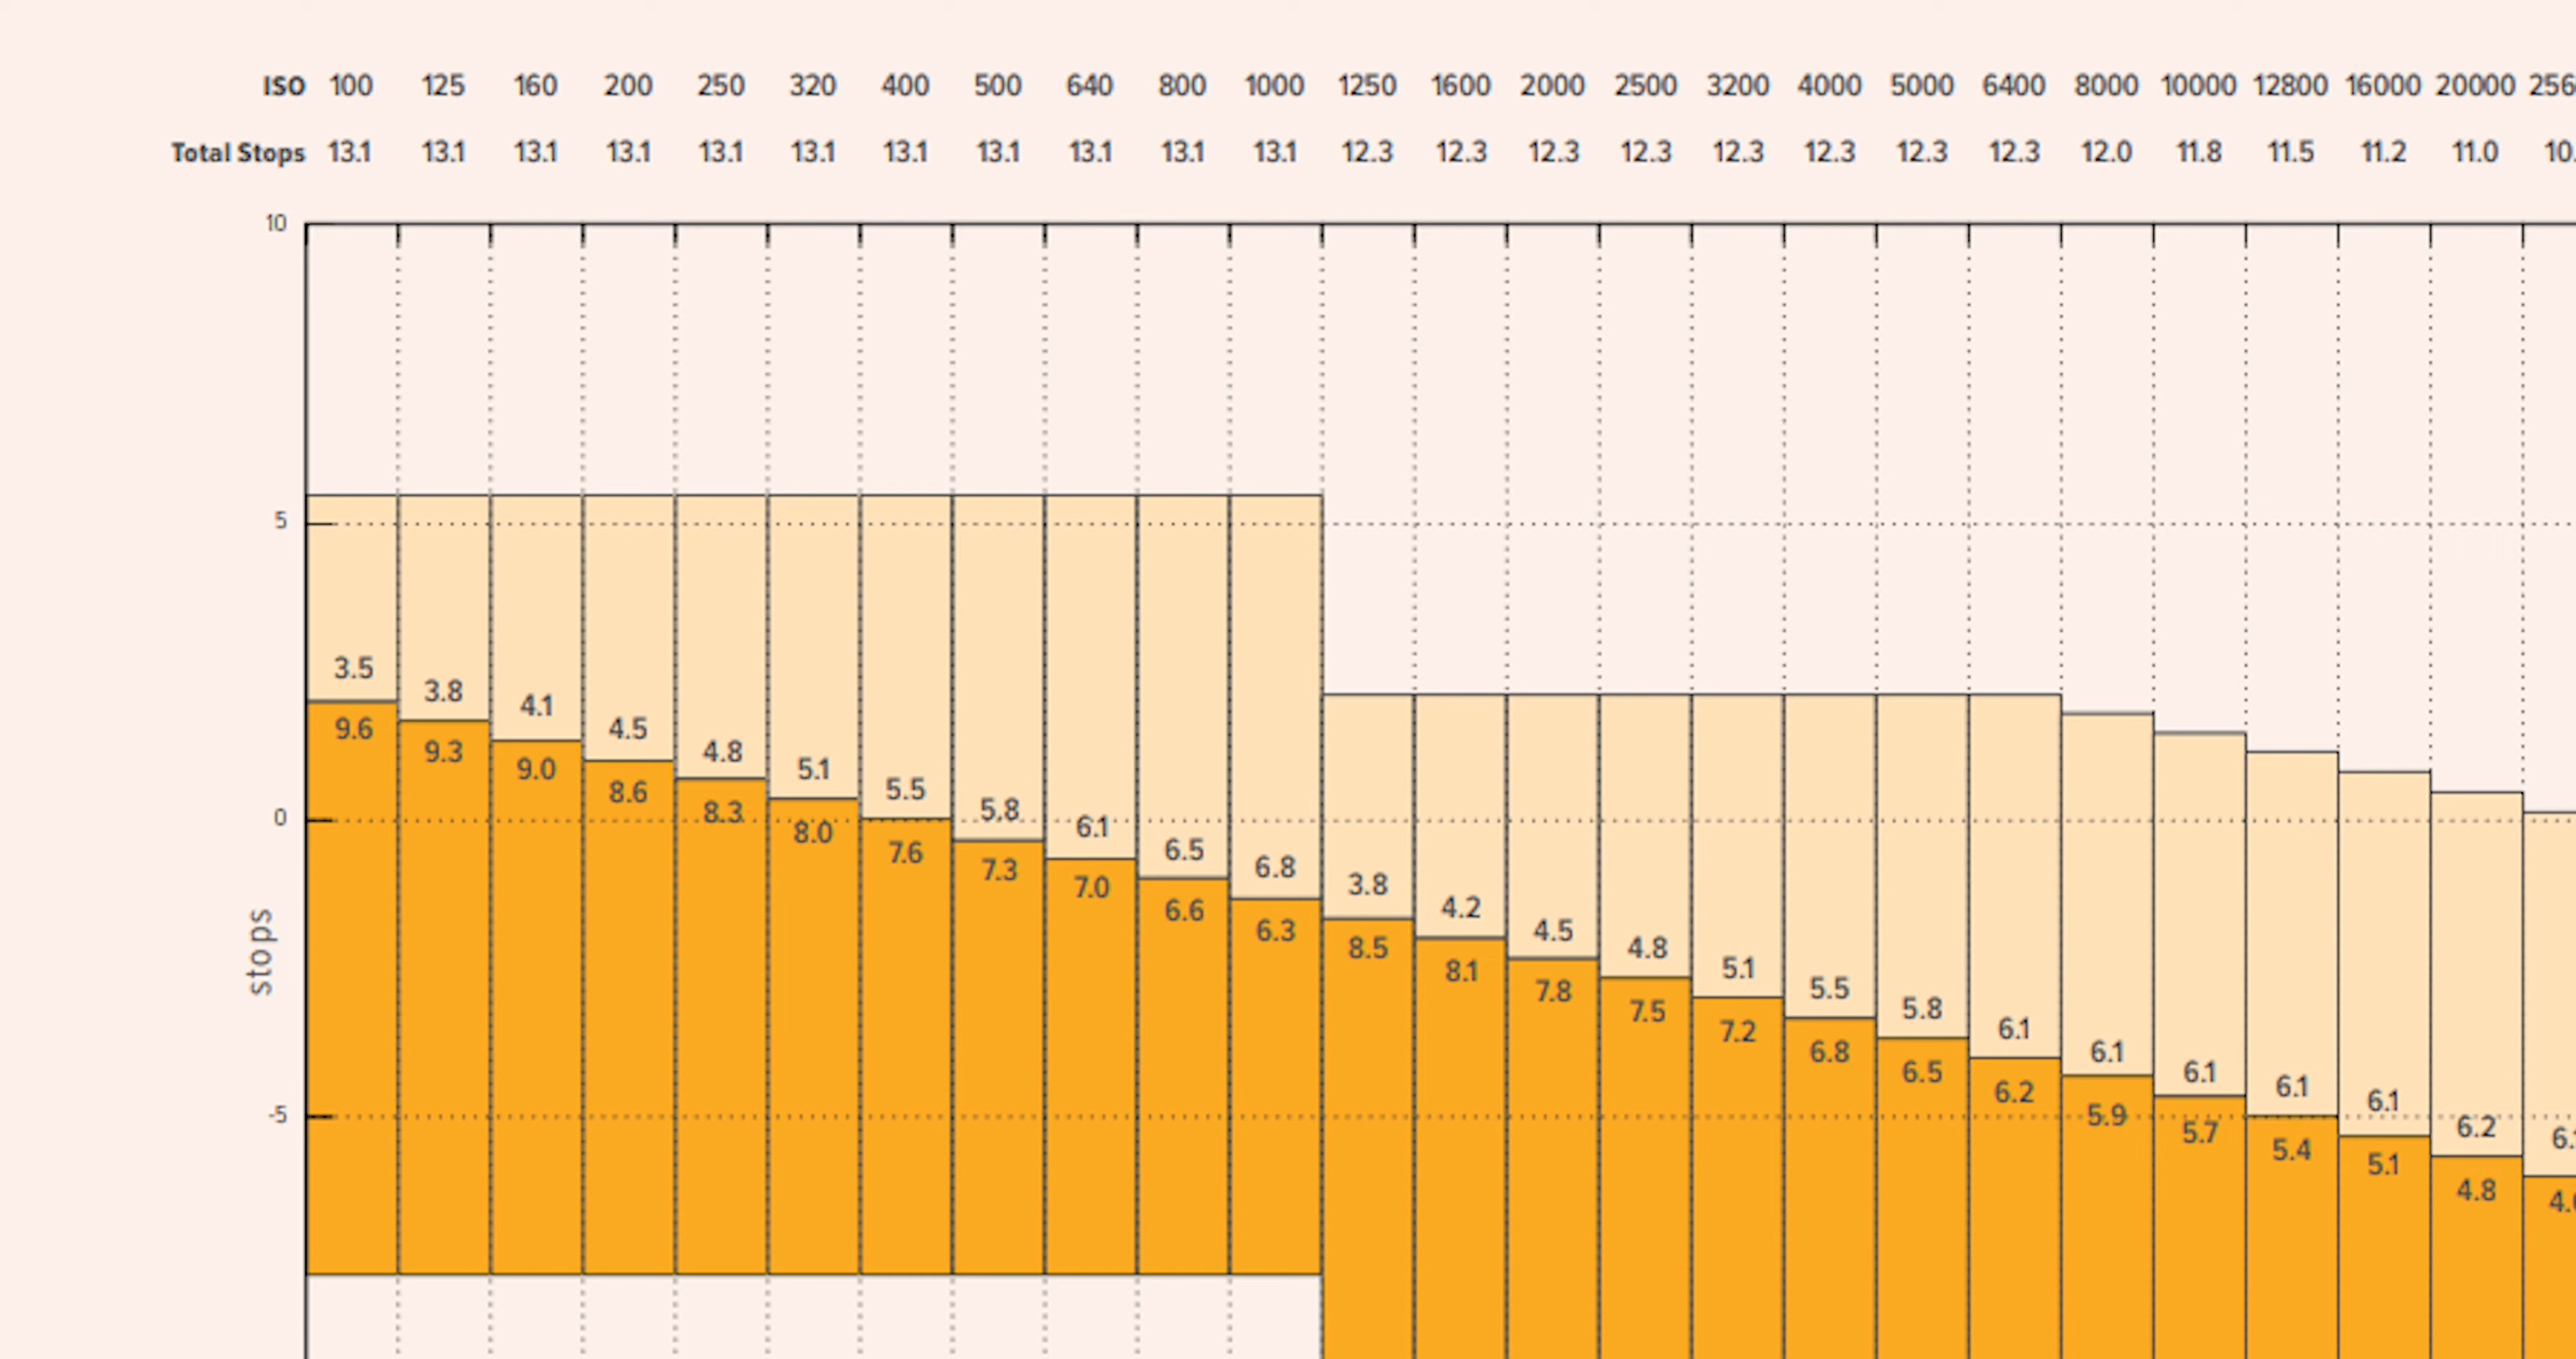 ISO 100 125 160 200 250 320 400 500 640 800 1000 1250 1600 2000 2500 3200 4000 5000 6400 8000 10000 12800 16000 20000
Total Stops 13.1 13.1 13.1 13.1 13.1 13.1 13.1 13.1 13.1 13.1 13.1 12.3 12.3 12.3 12.3 12.3 12.3 12.3 12.3 12.0 11.8 11.5 11.2 11.0
10
5
0
-5
stops
3.5 3.8 4.1 4.5 4.8 5.1 5.5 5.8 6.1 6.5 6.8 3.8 4.2 4.5 4.8 5.1 5.5 5.8 6.1 6.1 6.1 6.1 6.1 6.2
9.6 9.3 9.0 8.6 8.3 8.0 7.6 7.3 7.0 6.6 6.3 8.5 8.1 7.8 7.5 7.2 6.8 6.5 6.2 5.9 5.7 5.4 5.1 4.8